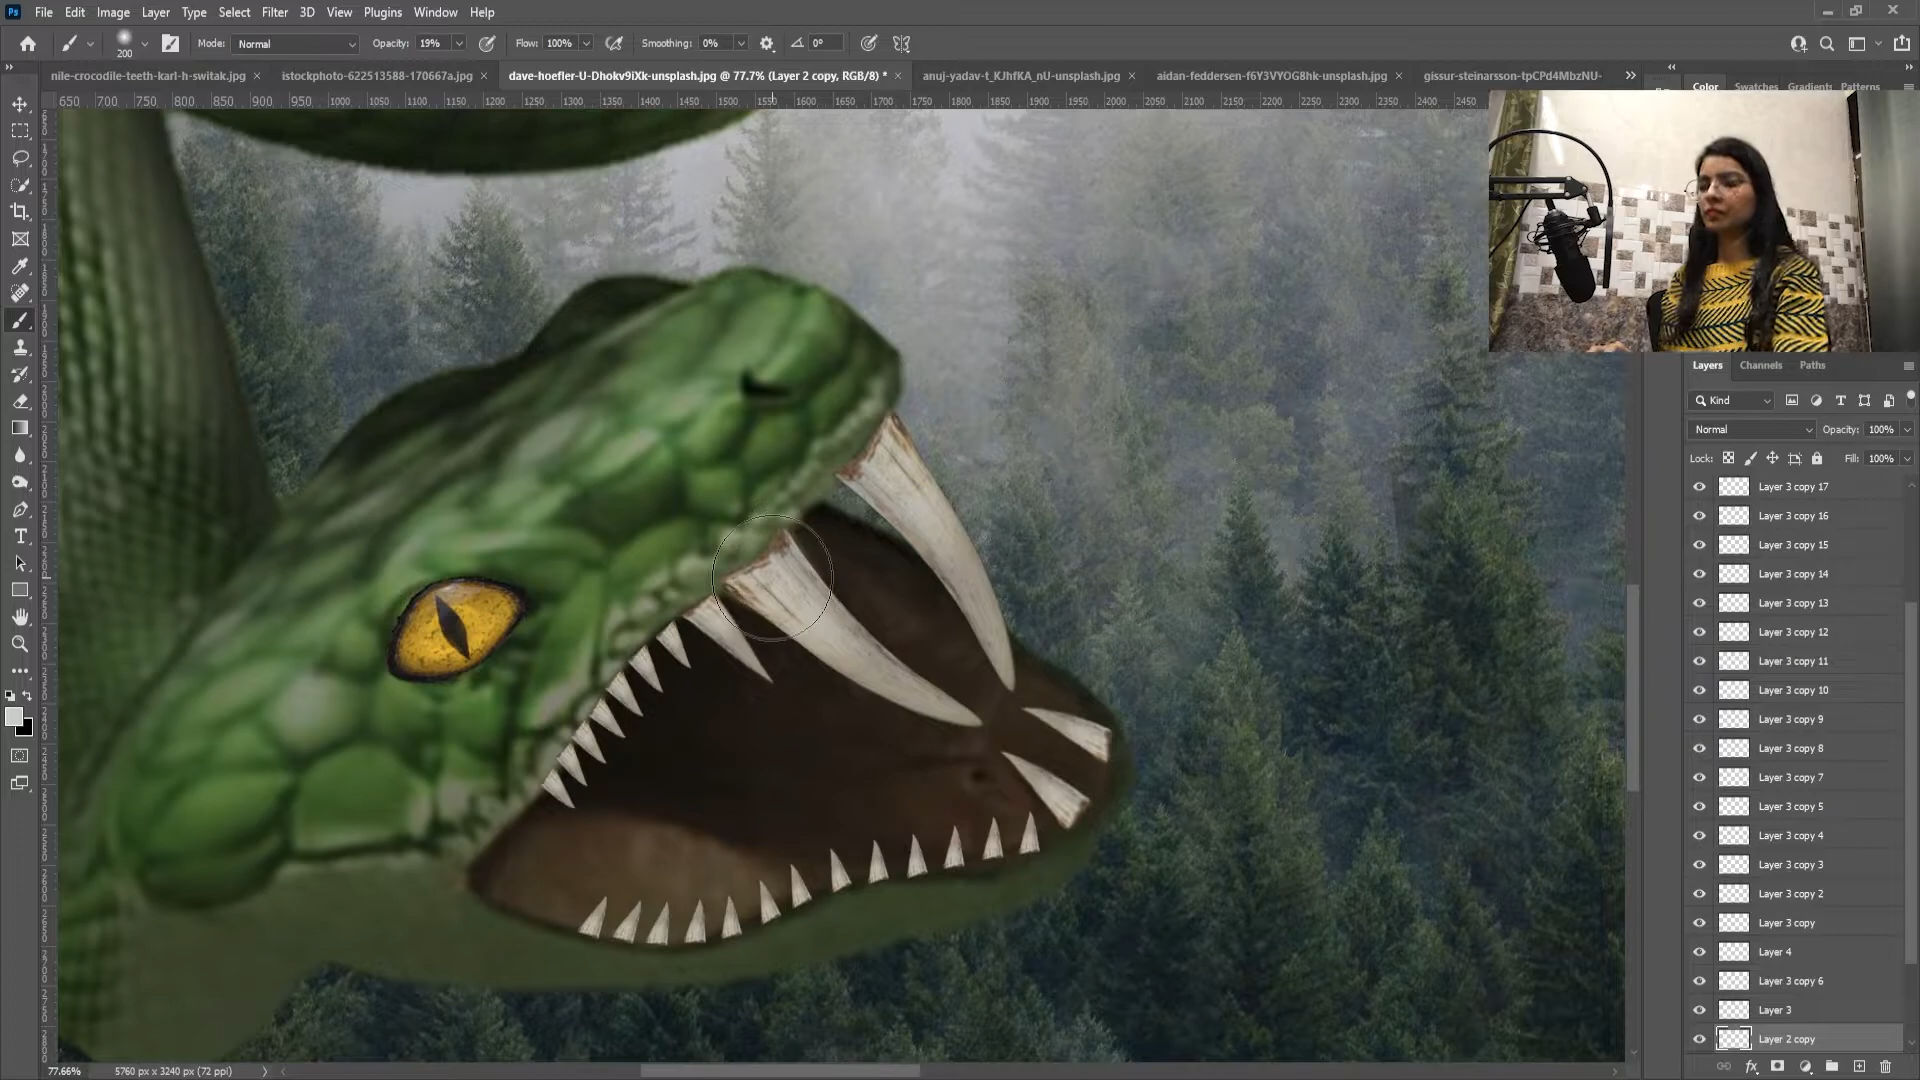 Ps File Edit Image Layer Type Select Filter 3D View Plugins Window Help
200 Mode: Normal Opacity: 19% Flow: 100% Smoothing: 0% 0°
nile-crocodile-teeth-karl-h-switak.jpg istockphoto-622513588-170667a.jpg dave-hoefler-U-Dhokv9iXk-unsplash.jpg @ 77.7% (Layer 2 copy, RGB/8) * anuj-yadav-t_KJhfKA_nU-unsplash.jpg aidan-feddersen-f6Y3VYOG8hk-unsplash.jpg gissur-steinarsson-tpCPd4MbzNU-
Color Swatches Gradients Patterns
650 700 750 800 850 900 950 1000 1050 1100 1150 1200 1250 1300 1350 1400 1450 1500 1550 1600 1650 1700 1750 1800 1850 1900 1950 2000 2050 2100 2150 2200 2250 2300 2350 2400 2450
Layers Channels Paths
Kind
Normal Opacity: 100%
Lock: Fill: 100%
Layer 3 copy 17
Layer 3 copy 16
Layer 3 copy 15
Layer 3 copy 14
Layer 3 copy 13
Layer 3 copy 12
Layer 3 copy 11
Layer 3 copy 10
Layer 3 copy 9
Layer 3 copy 8
Layer 3 copy 7
Layer 3 copy 5
Layer 3 copy 4
Layer 3 copy 3
Layer 3 copy 2
Layer 3 copy
Layer 4
Layer 3 copy 6
Layer 3
Layer 2 copy
77.66% 5760 px x 3240 px (72 ppi)